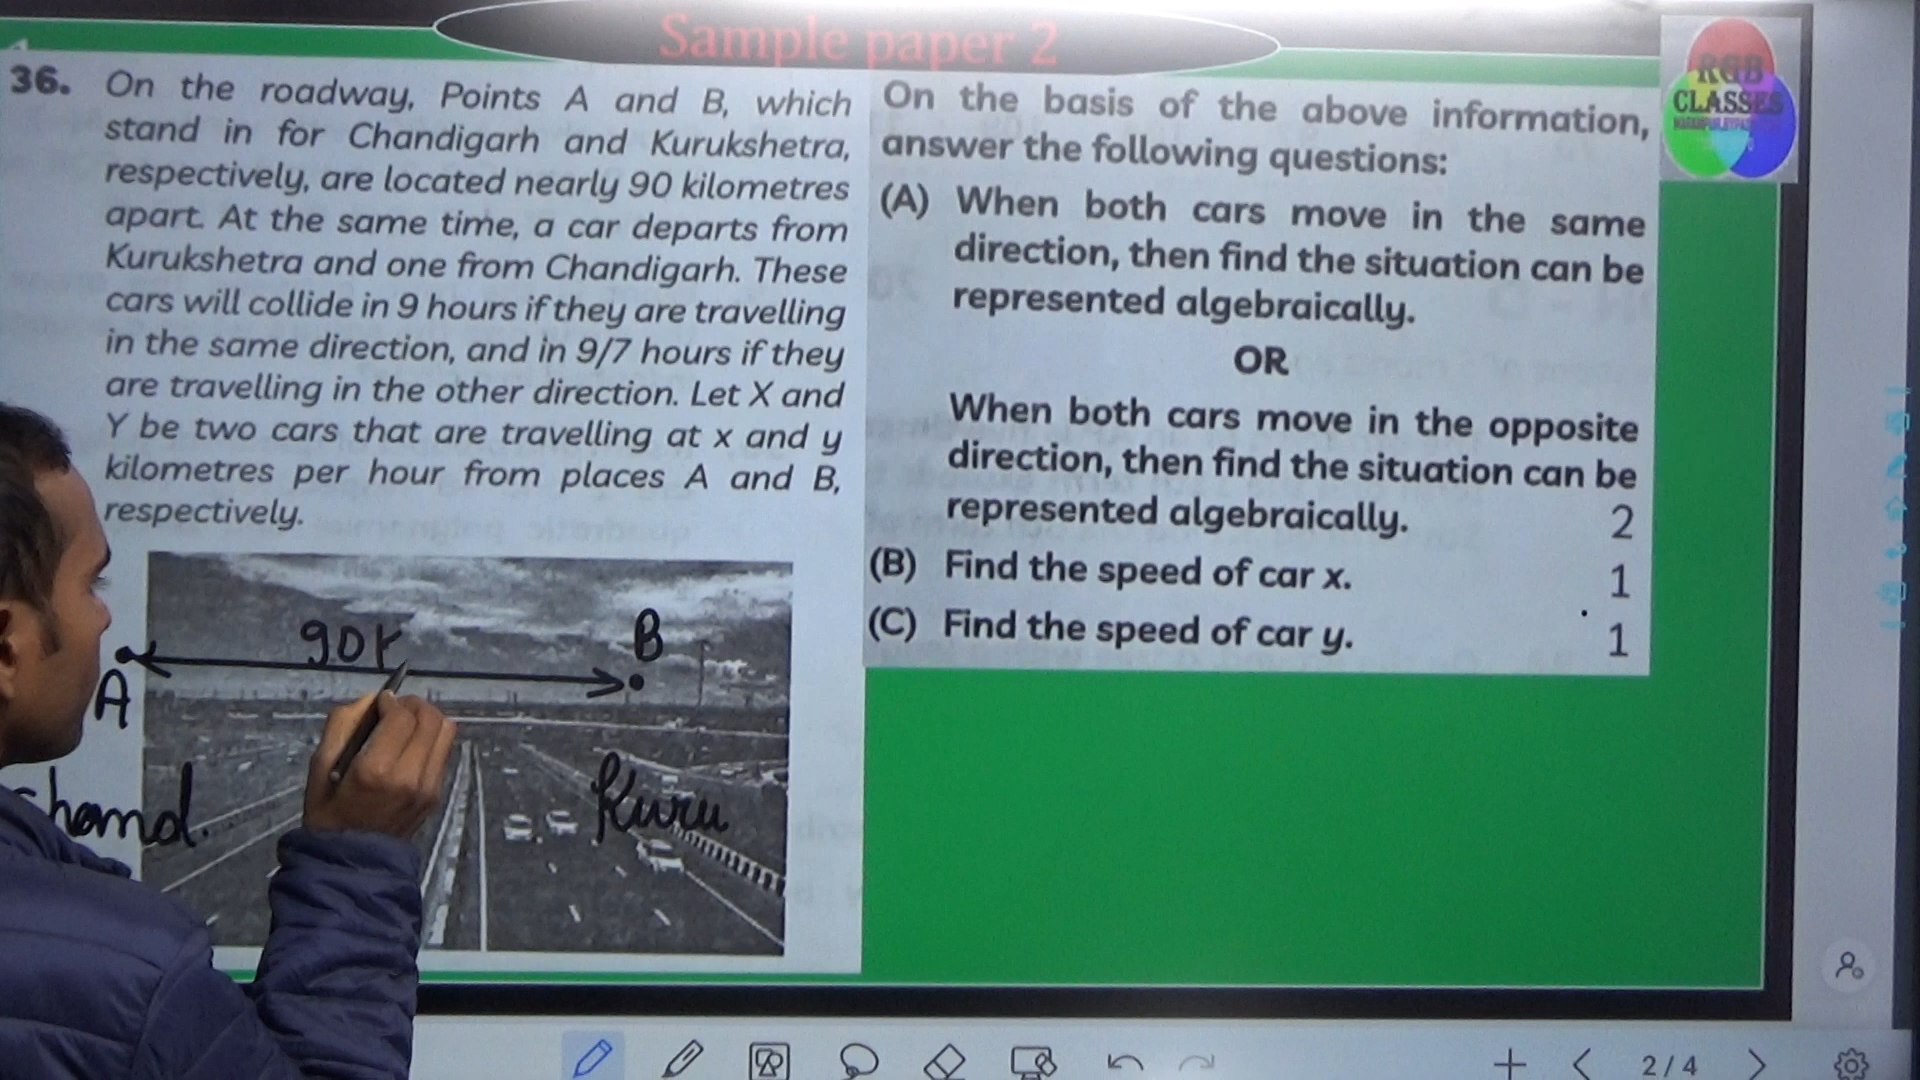 Sample paper 2
36. On the roadway, Points A and B, which
stand in for Chandigarh and Kurukshetra,
respectively, are located nearly 90 kilometres
apart. At the same time, a car departs from
Kurukshetra and one from Chandigarh. These
cars will collide in 9 hours if they are travelling
in the same direction, and in 9/7 hours if they
are travelling in the other direction. Let X and
Y be two cars that are travelling at x and y
kilometres per hour from places A and B,
respectively.
90k
B
A
Chand.
Kuru
On the basis of the above information,
answer the following questions:
(A) When both cars move in the same
direction, then find the situation can be
represented algebraically.
OR
When both cars move in the opposite
direction, then find the situation can be
represented algebraically. 2
(B) Find the speed of car x. 1
(C) Find the speed of car y. 1
RGB
CLASSES
2/4